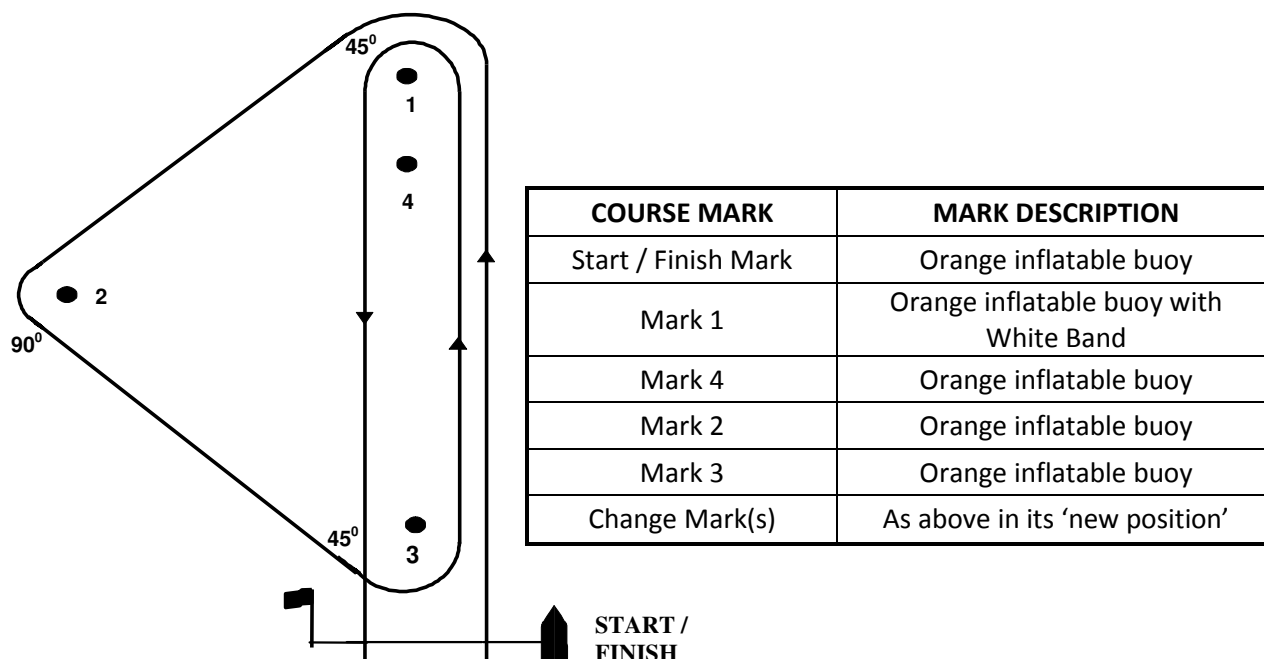 45⁰
1
4
2
90⁰
45⁰
3
START /
FINISH
COURSE MARK MARK DESCRIPTION
Start / Finish Mark Orange inflatable buoy
Mark 1 Orange inflatable buoy with
White Band
Mark 4 Orange inflatable buoy
Mark 2 Orange inflatable buoy
Mark 3 Orange inflatable buoy
Change Mark(s) As above in its ‘new position’